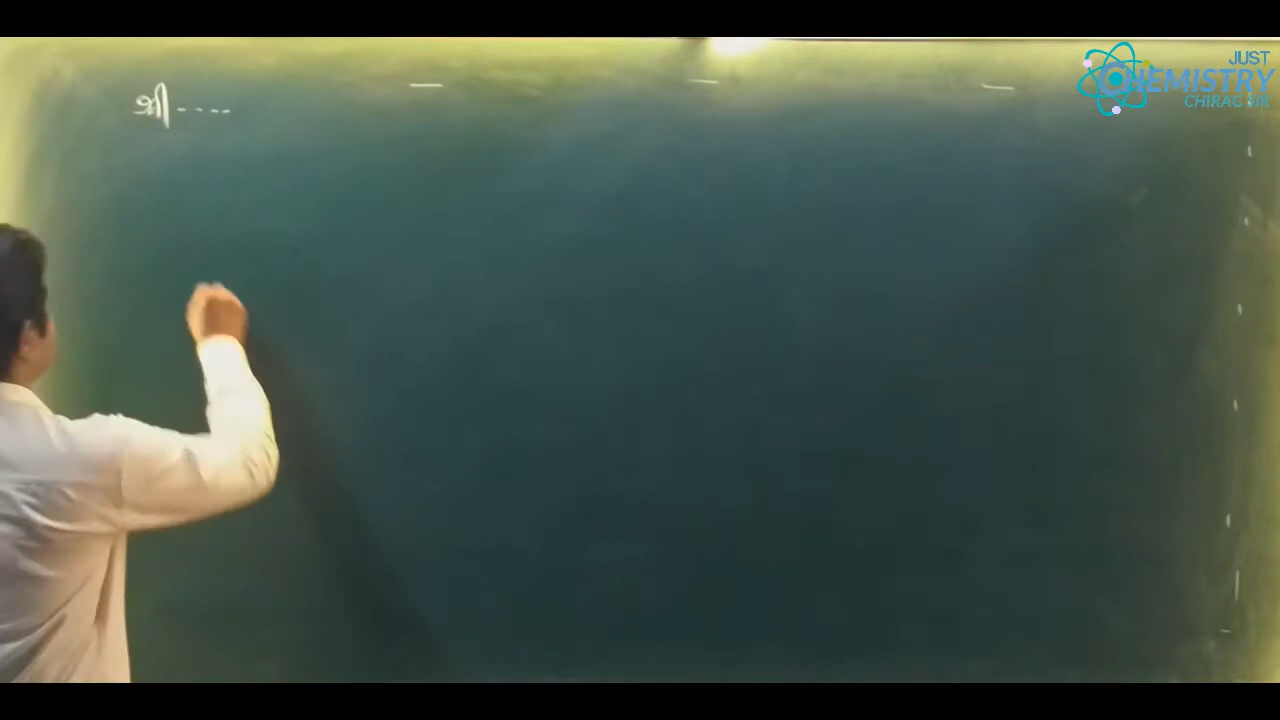 શ્રી----
JUST
CHEMISTRY
CHIRAG SIR